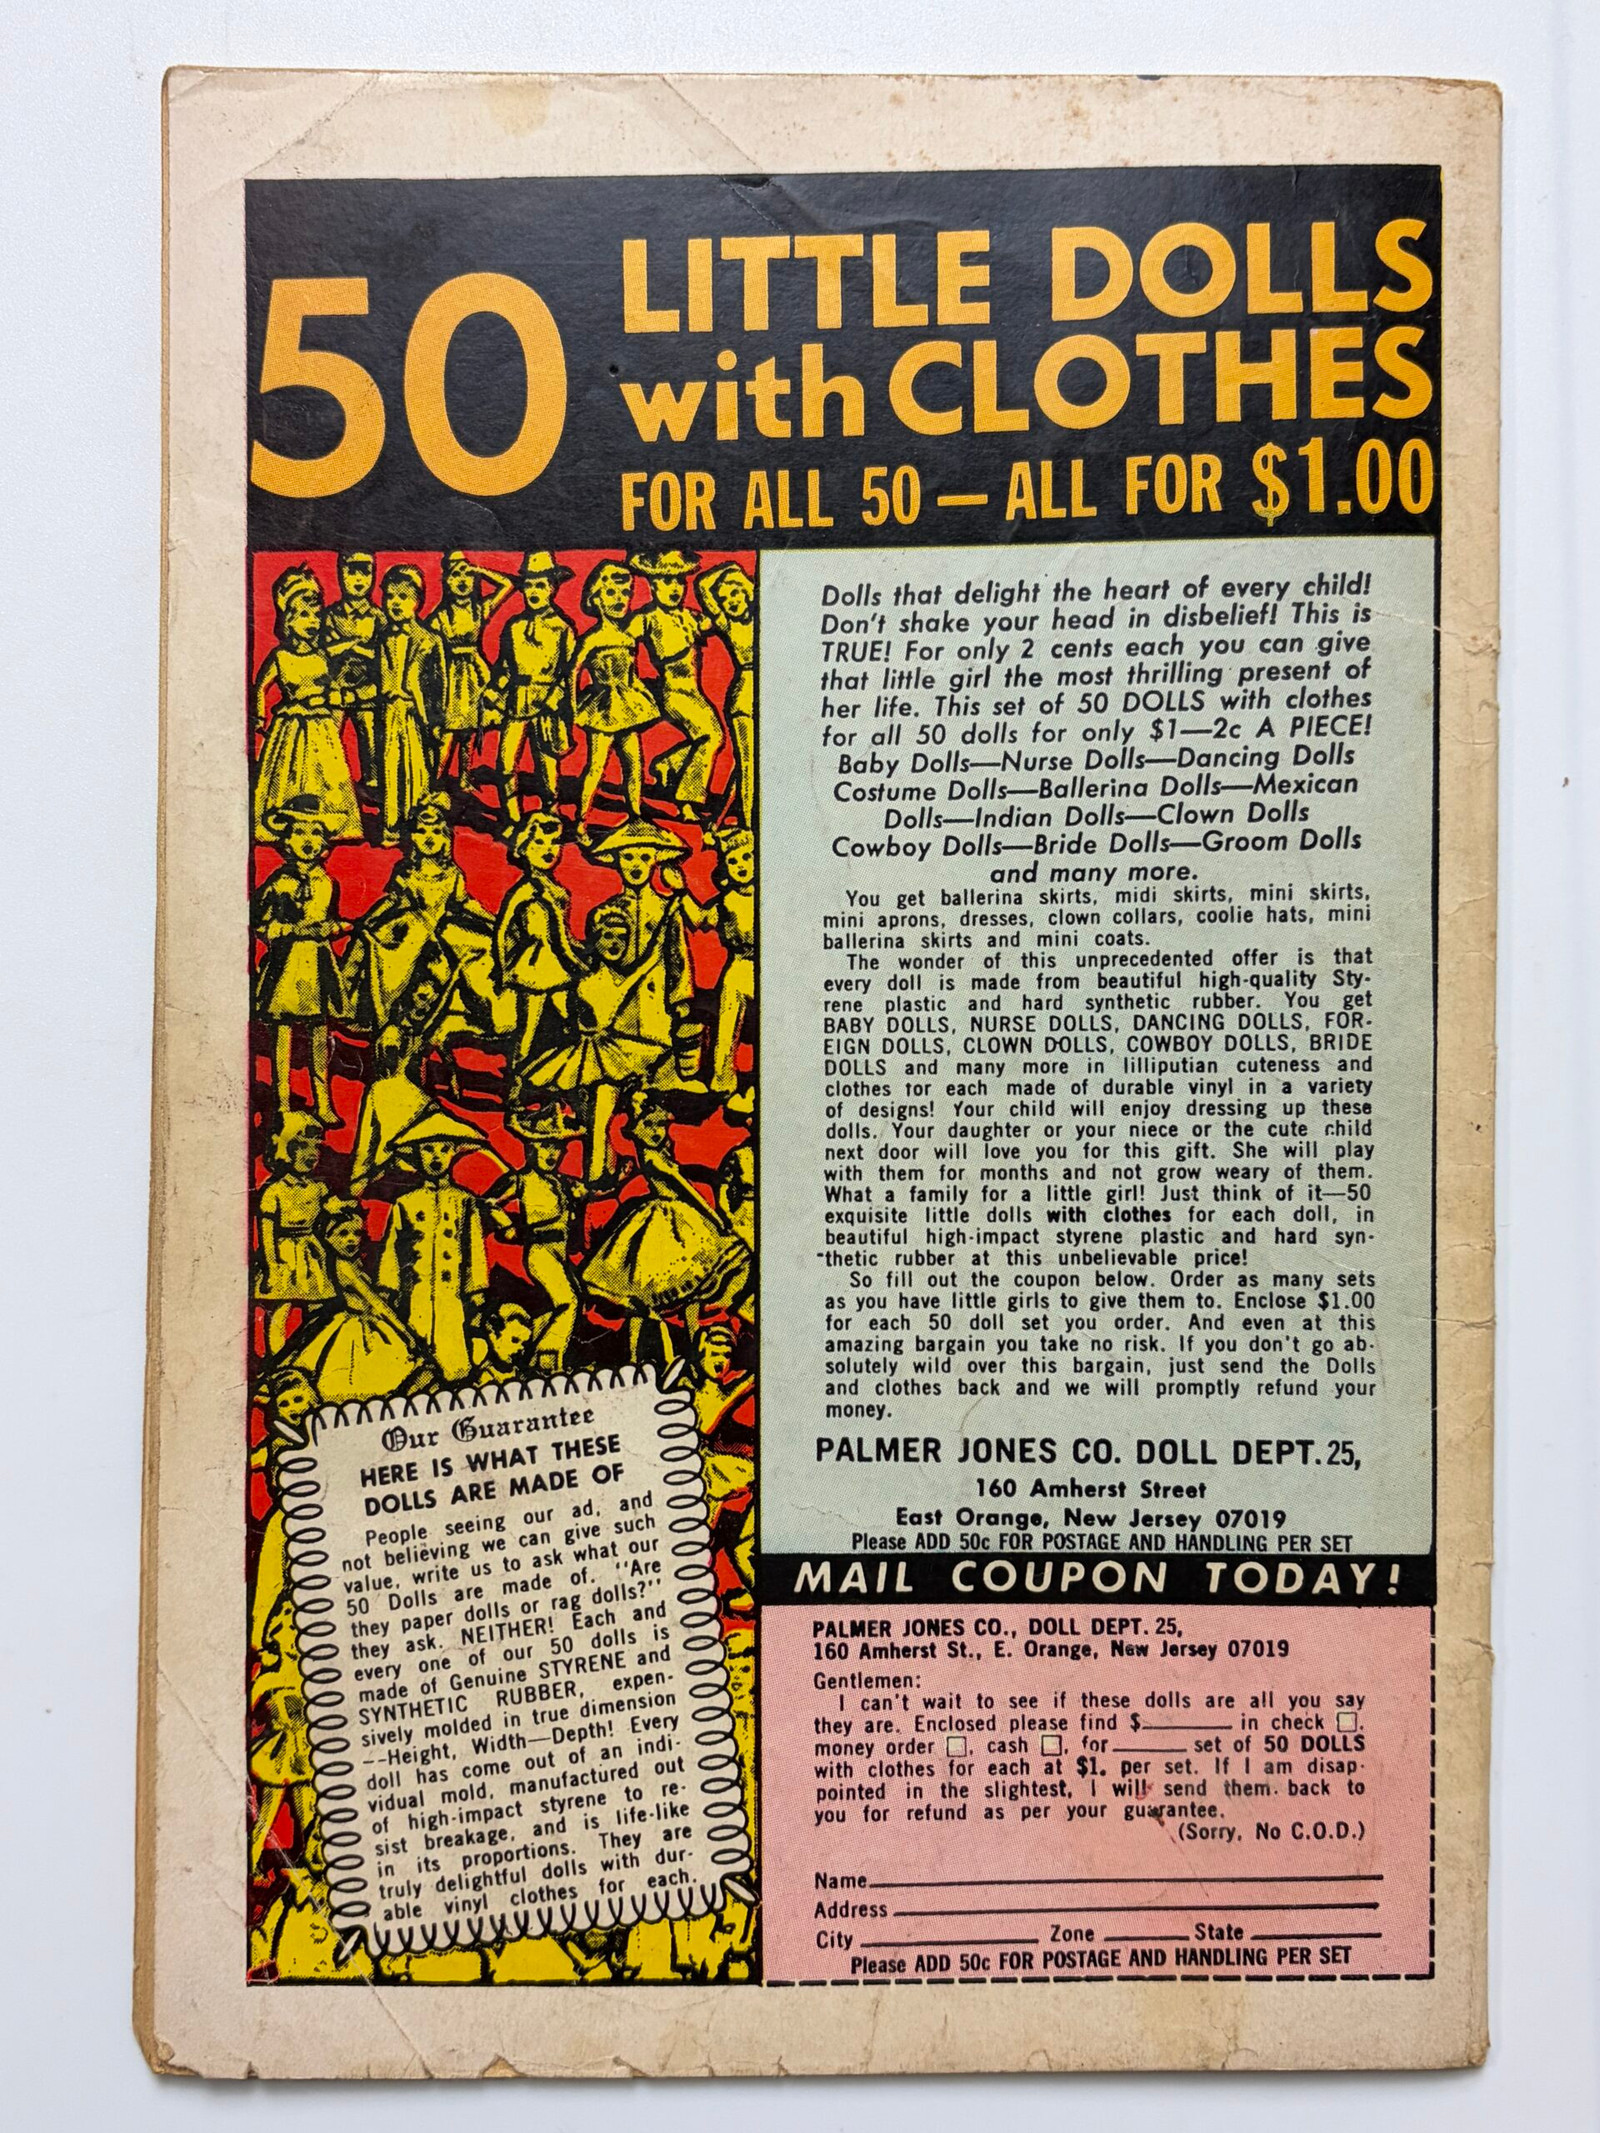 50
LITTLE DOLLS
with CLOTHES
FOR ALL 50 — ALL FOR $1.00
Dolls that delight the heart of every child!
Don't shake your head in disbelief! This is
TRUE! For only 2 cents each you can give
that little girl the most thrilling present of
her life. This set of 50 DOLLS with clothes
for all 50 dolls for only $1—2c A PIECE!
Baby Dolls—Nurse Dolls—Dancing Dolls
Costume Dolls—Ballerina Dolls—Mexican
Dolls—Indian Dolls—Clown Dolls
Cowboy Dolls—Bride Dolls—Groom Dolls
and many more.
You get ballerina skirts, midi skirts, mini skirts,
mini aprons, dresses, clown collars, coolie hats, mini
ballerina skirts and mini coats.
The wonder of this unprecedented offer is that
every doll is made from beautiful high-quality Sty-
rene plastic and hard synthetic rubber. You get
BABY DOLLS, NURSE DOLLS, DANCING DOLLS, FOR-
EIGN DOLLS, CLOWN DOLLS, COWBOY DOLLS, BRIDE
DOLLS and many more in lilliputian cuteness and
clothes for each made of durable vinyl in a variety
of designs! Your child will enjoy dressing up these
dolls. Your daughter or your niece or the cute child
next door will love you for this gift. She will play
with them for months and not grow weary of them.
What a family for a little girl! Just think of it—50
exquisite little dolls with clothes for each doll, in
beautiful high-impact styrene plastic and hard syn-
thetic rubber at this unbelievable price!
So fill out the coupon below. Order as many sets
as you have little girls to give them to. Enclose $1.00
for each 50 doll set you order. And even at this
amazing bargain you take no risk. If you don't go ab-
solutely wild over this bargain, just send the Dolls
and clothes back and we will promptly refund your
money.
PALMER JONES CO. DOLL DEPT. 25,
160 Amherst Street
East Orange, New Jersey 07019
Please ADD 50c FOR POSTAGE AND HANDLING PER SET
Our Guarantee
HERE IS WHAT THESE
DOLLS ARE MADE OF
People seeing our ad, and
not believing we can give such
value, write us to ask what our
50 Dolls are made of. "Are
they paper dolls or rag dolls?"
they ask. NEITHER! Each and
every one of our 50 dolls is
made of Genuine STYRENE and
SYNTHETIC RUBBER, expen-
sively molded in true dimension
--Height, Width—Depth! Every
doll has come out of an indi-
vidual mold, manufactured out
of high-impact styrene to re-
sist breakage, and is life-like
in its proportions. They are
truly delightful dolls with dur-
able vinyl clothes for each.
MAIL COUPON TODAY!
PALMER JONES CO., DOLL DEPT. 25,
160 Amherst St., E. Orange, New Jersey 07019
Gentlemen:
I can't wait to see if these dolls are all you say
they are. Enclosed please find $______ in check □.
money order □, cash □, for______ set of 50 DOLLS
with clothes for each at $1. per set. If I am disap-
pointed in the slightest, I will send them back to
you for refund as per your guarantee.
(Sorry, No C.O.D.)
Name______
Address______
City______ Zone ______ State______
Please ADD 50c FOR POSTAGE AND HANDLING PER SET